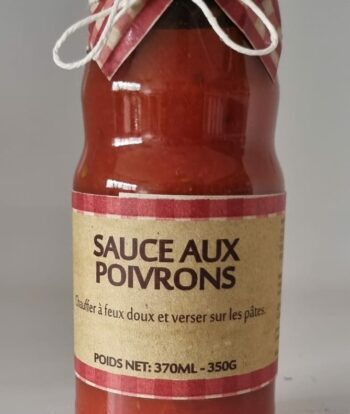 SAUCE AUX
POIVRONS
Chauffer à feux doux et verser sur les pâtes.
POIDS NET: 370ML - 350G